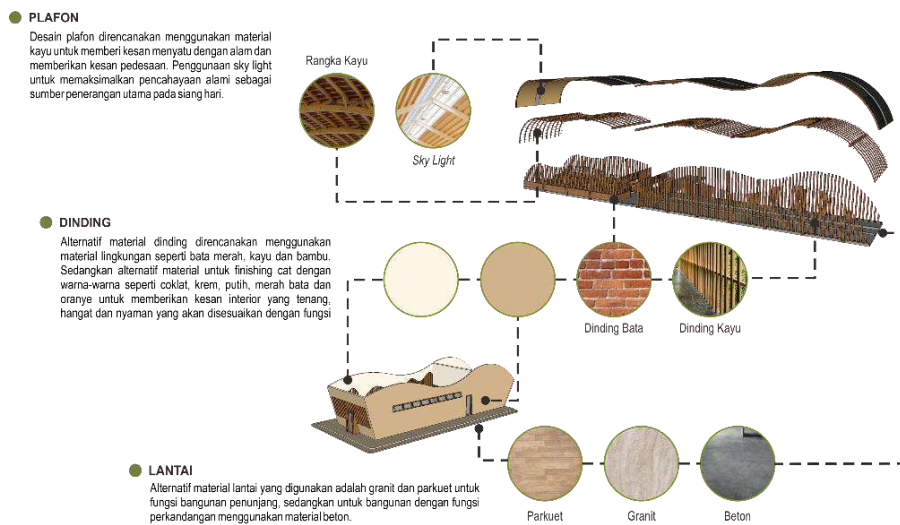 PLAFON
Desain plafon direncanakan menggunakan material
kayu untuk memberi kesan menyatu dengan alam dan
memberikan kesan pedesaan. Penggunaan sky light
untuk memaksimalkan pencahayaan alami sebagai
sumber penerangan utama pada siang hari.
Rangka Kayu
Sky Light
DINDING
Alternatif material dinding direncanakan menggunakan
material lingkungan seperti bata merah, kayu dan bambu.
Sedangkan alternatif material untuk finishing cat dengan
warna-warna seperti coklat, krem, putih, merah bata dan
oranye untuk memberikan kesan interior yang tenang,
hangat dan nyaman yang akan disesuaikan dengan fungsi
Dinding Bata
Dinding Kayu
LANTAI
Alternatif material lantai yang digunakan adalah granit dan parkuet untuk
fungsi bangunan penunjang, sedangkan untuk bangunan dengan fungsi
perkandangan menggunakan material beton.
Parkuet
Granit
Beton